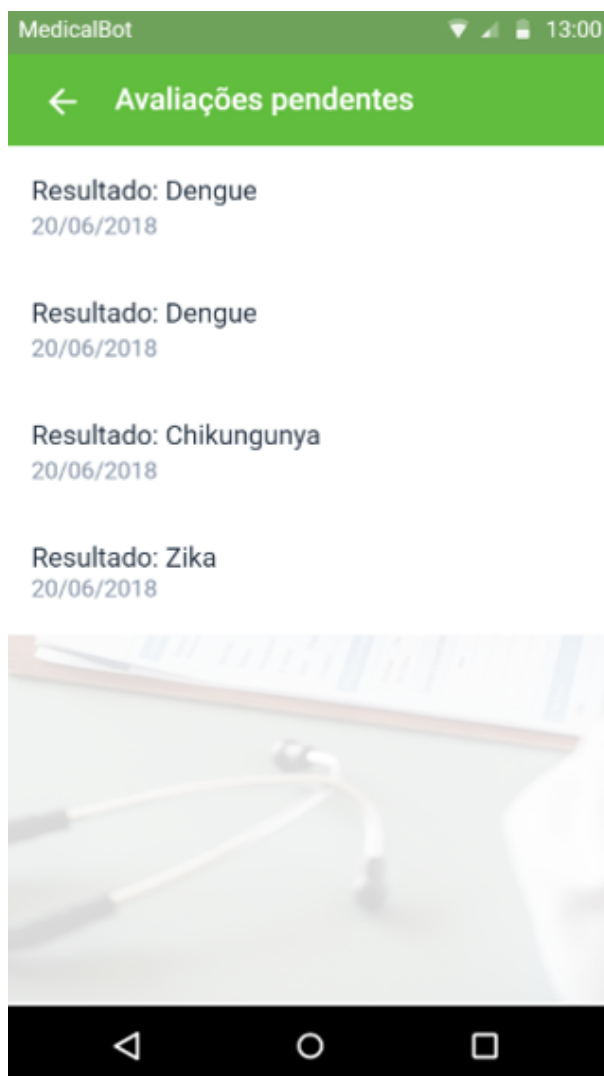 MedicalBot 13:00
Avaliações pendentes
Resultado: Dengue
20/06/2018
Resultado: Dengue
20/06/2018
Resultado: Chikungunya
20/06/2018
Resultado: Zika
20/06/2018